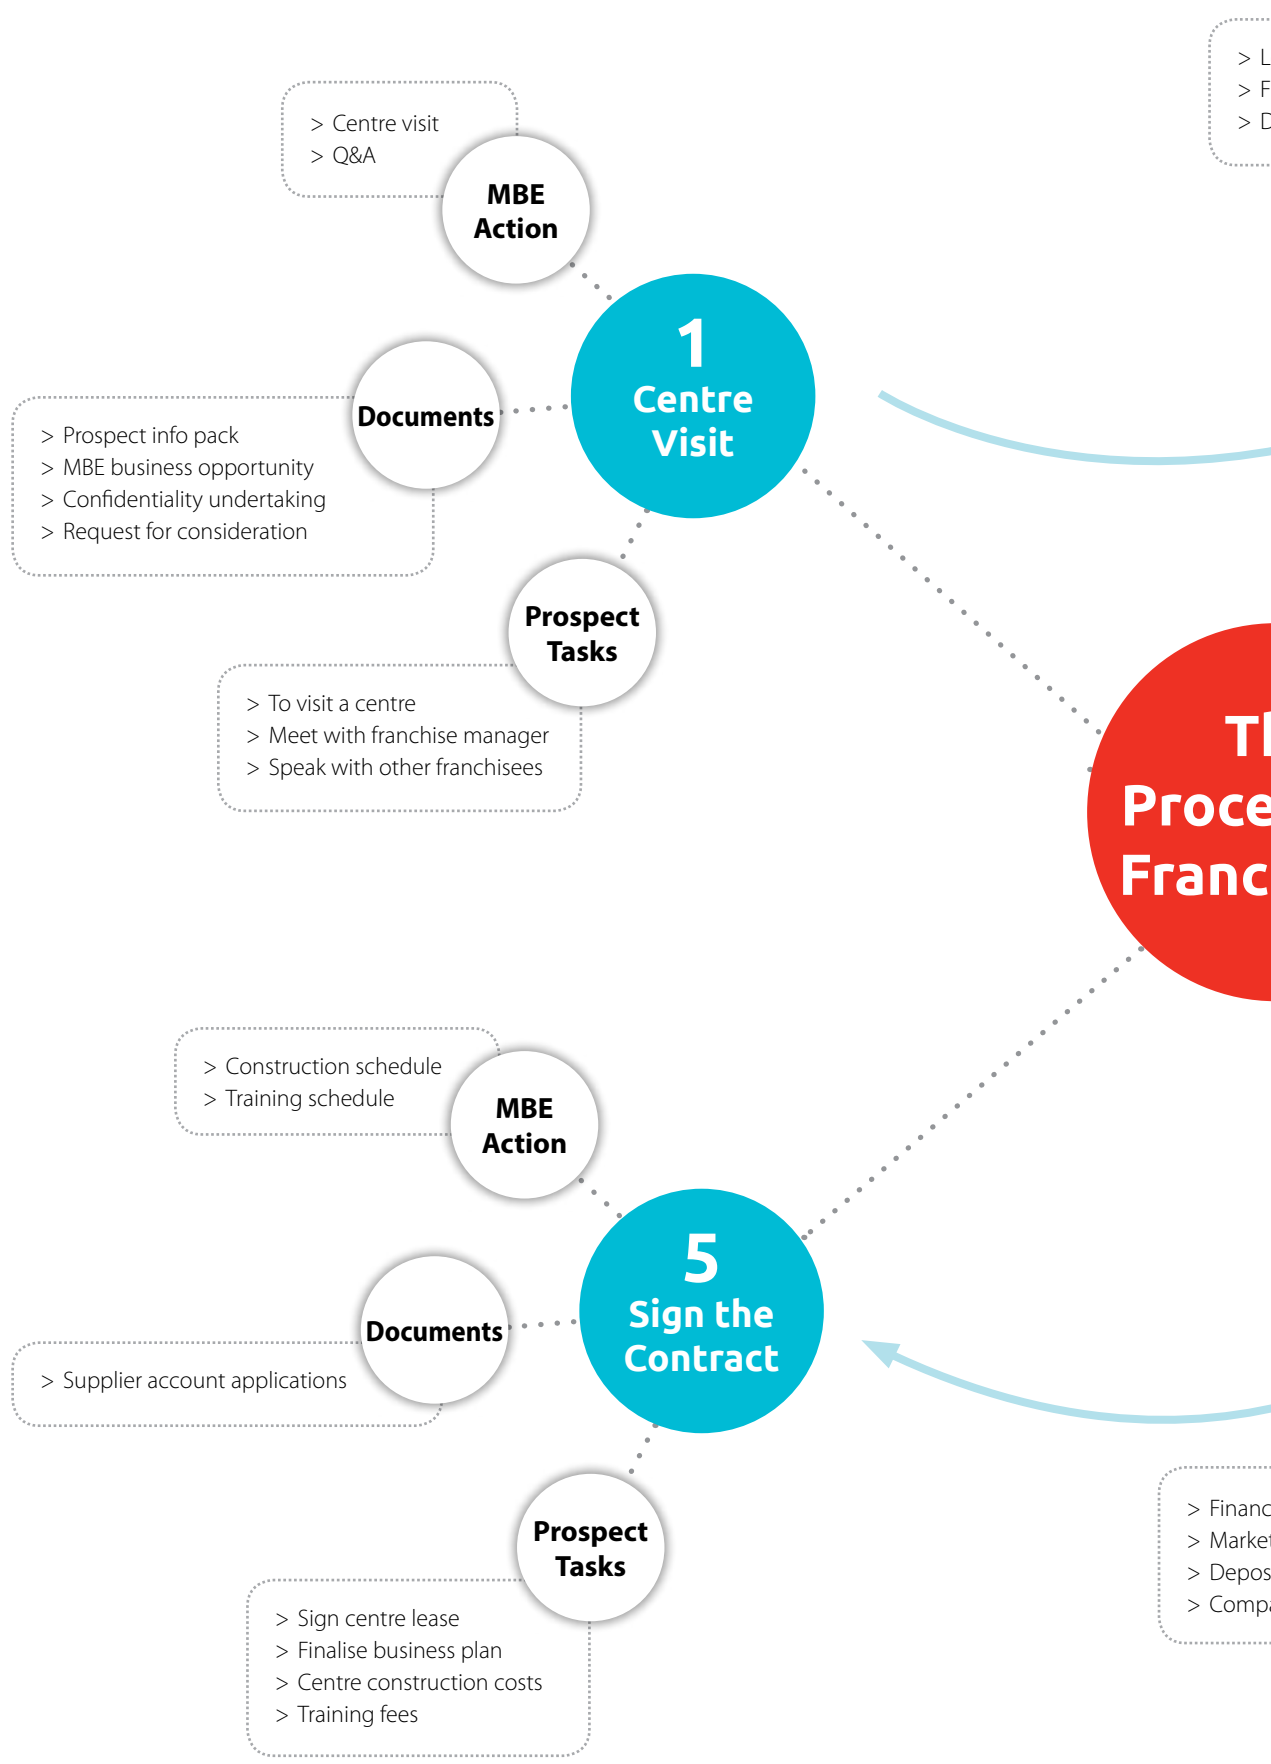 > Centre visit
> Q&A
MBE
Action
1
Centre
Visit
Documents
> Prospect info pack
> MBE business opportunity
> Confidentiality undertaking
> Request for consideration
Prospect
Tasks
> To visit a centre
> Meet with franchise manager
> Speak with other franchisees
> Construction schedule
> Training schedule
MBE
Action
5
Sign the
Contract
Documents
> Supplier account applications
Prospect
Tasks
> Sign centre lease
> Finalise business plan
> Centre construction costs
> Training fees